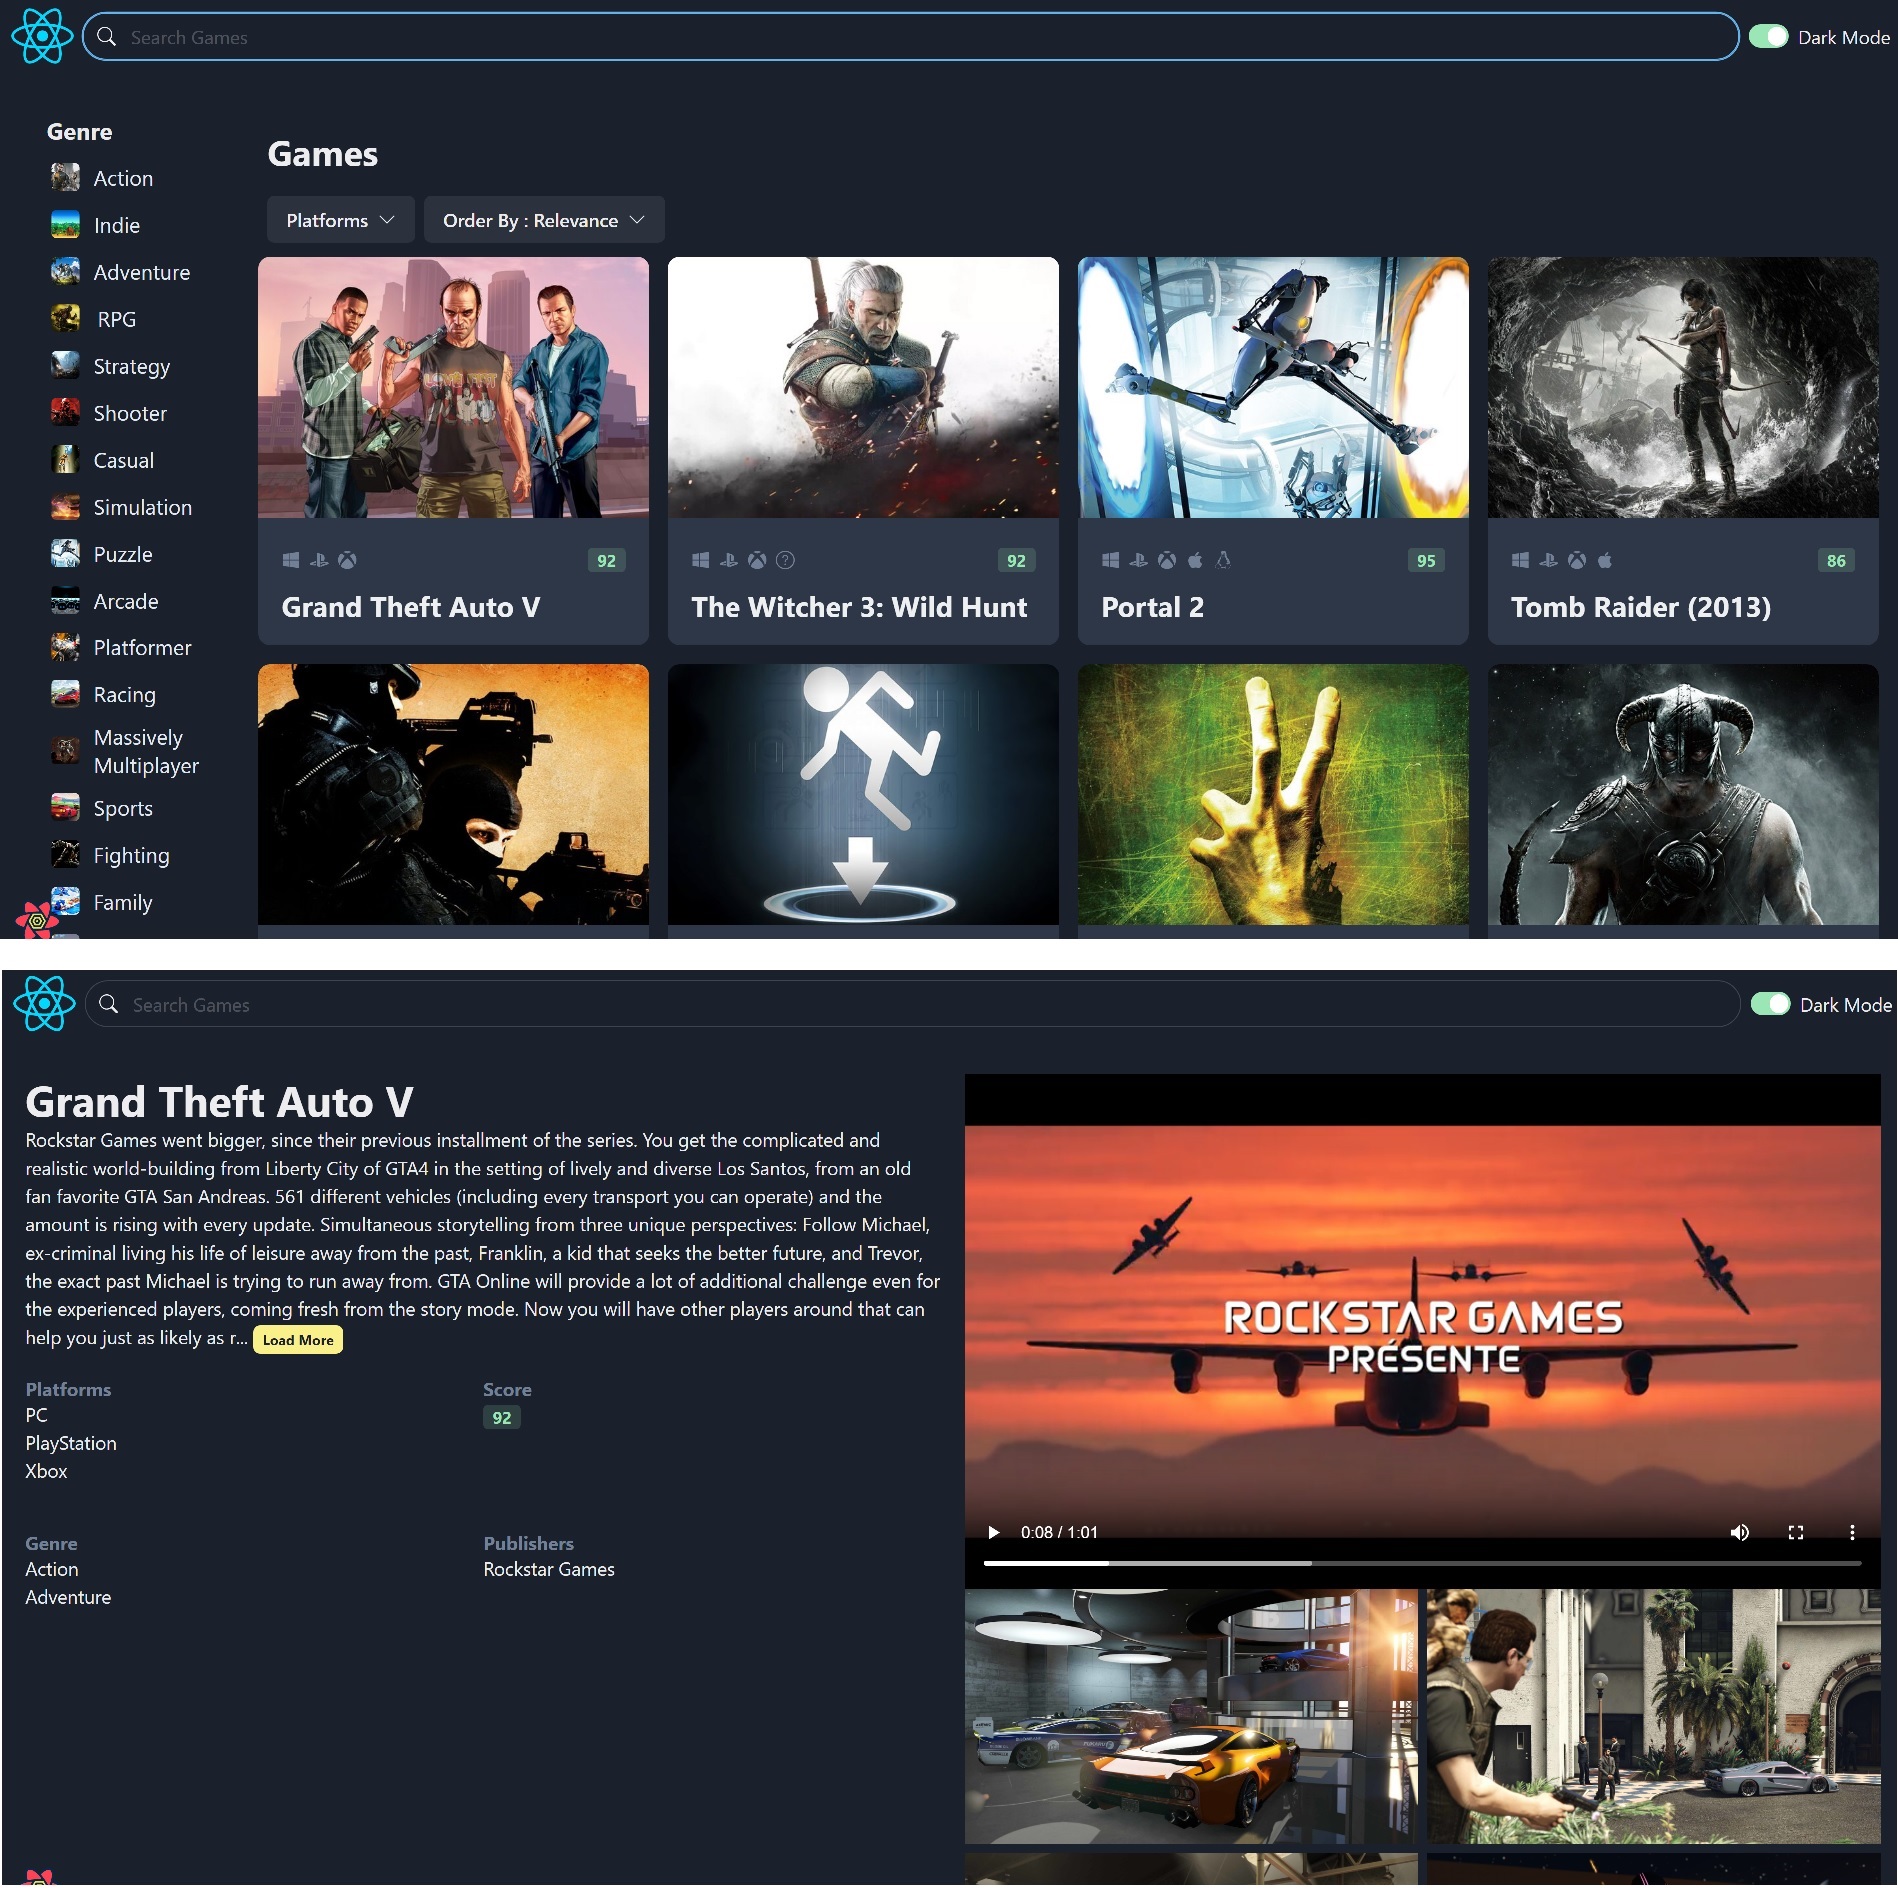 Search Games
Dark Mode
Genre
Action
Indie
Adventure
RPG
Strategy
Shooter
Casual
Simulation
Puzzle
Arcade
Platformer
Racing
Massively
Multiplayer
Sports
Fighting
Family
Games
Platforms
Order By : Relevance
92
Grand Theft Auto V
92
The Witcher 3: Wild Hunt
95
Portal 2
86
Tomb Raider (2013)
Search Games
Dark Mode
Grand Theft Auto V
Rockstar Games went bigger, since their previous installment of the series. You get the complicated and
realistic world-building from Liberty City of GTA4 in the setting of lively and diverse Los Santos, from an old
fan favorite GTA San Andreas. 561 different vehicles (including every transport you can operate) and the
amount is rising with every update. Simultaneous storytelling from three unique perspectives: Follow Michael,
ex-criminal living his life of leisure away from the past, Franklin, a kid that seeks the better future, and Trevor,
the exact past Michael is trying to run away from. GTA Online will provide a lot of additional challenge even for
the experienced players, coming fresh from the story mode. Now you will have other players around that can
help you just as likely as r... Load More
Platforms
PC
PlayStation
Xbox
Score
92
Genre
Action
Adventure
Publishers
Rockstar Games
ROCKSTAR GAMES
PRÉSENTE
0:08 / 1:01